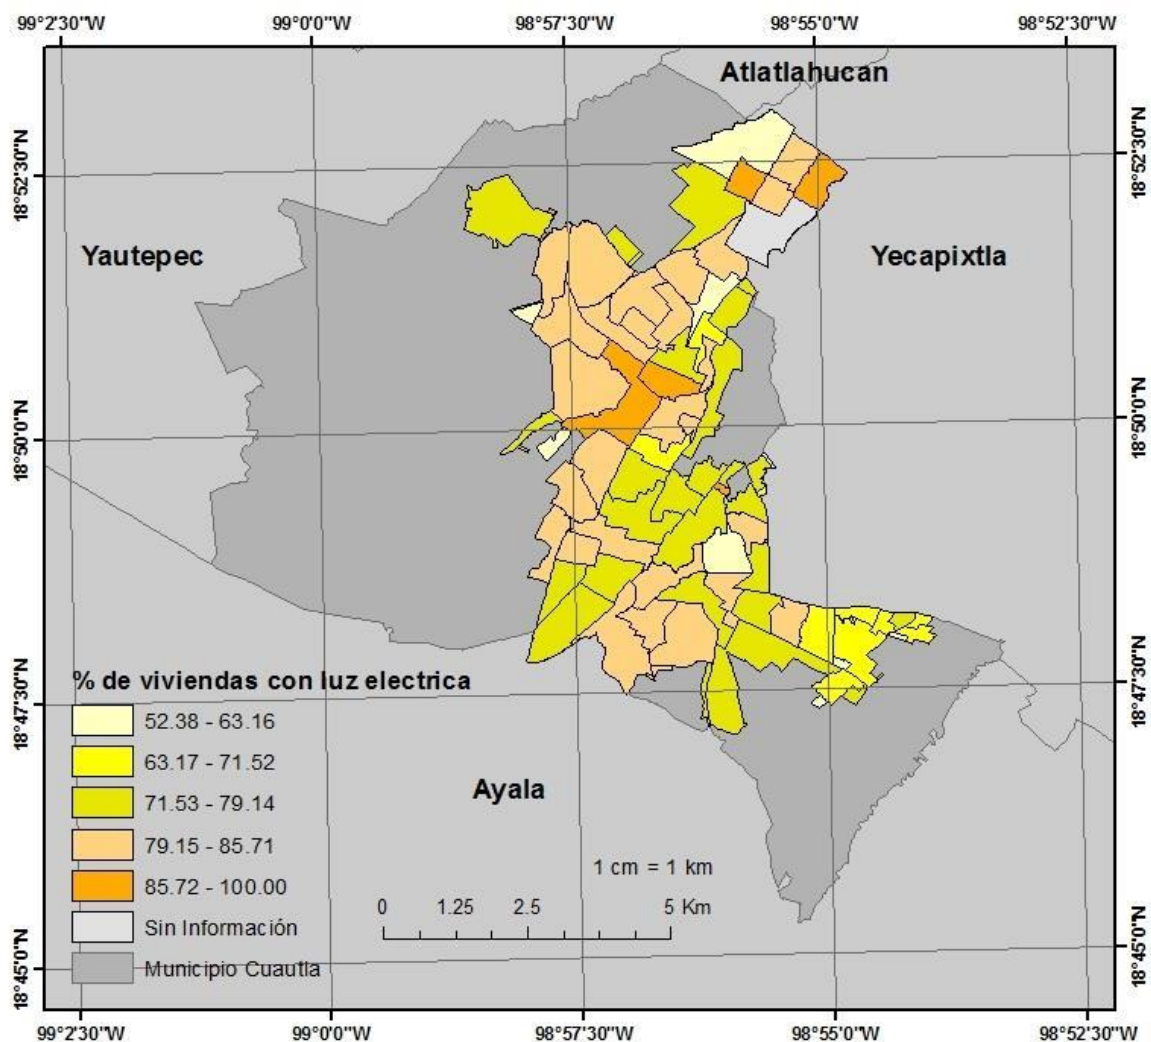 99°2'30"W 99°0'0"W 98°57'30"W 98°55'0"W 98°52'30"W
Atlatlahucan
18°52'30"N 18°52'30"N
Yautepec Yecapixtla
18°50'0"N 18°50'0"N
18°47'30"N 18°47'30"N
% de viviendas con luz electrica
52.38 - 63.16
63.17 - 71.52
71.53 - 79.14
79.15 - 85.71
85.72 - 100.00
Sin Información
Municipio Cuautla
Ayala
1 cm = 1 km
0 1.25 2.5 5 Km
18°45'0"N 18°45'0"N
99°2'30"W 99°0'0"W 98°57'30"W 98°55'0"W 98°52'30"W